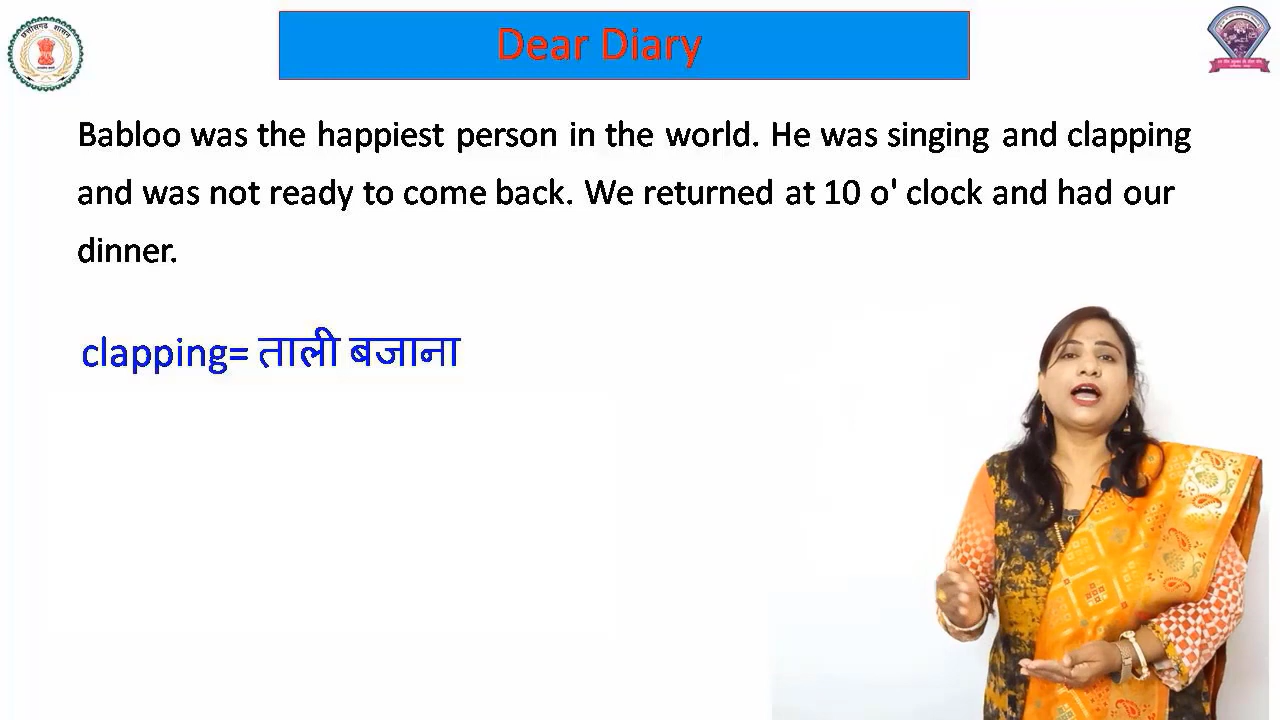 Dear Diary
Babloo was the happiest person in the world. He was singing and clapping
and was not ready to come back. We returned at 10 o' clock and had our
dinner.
clapping= ताली बजाना